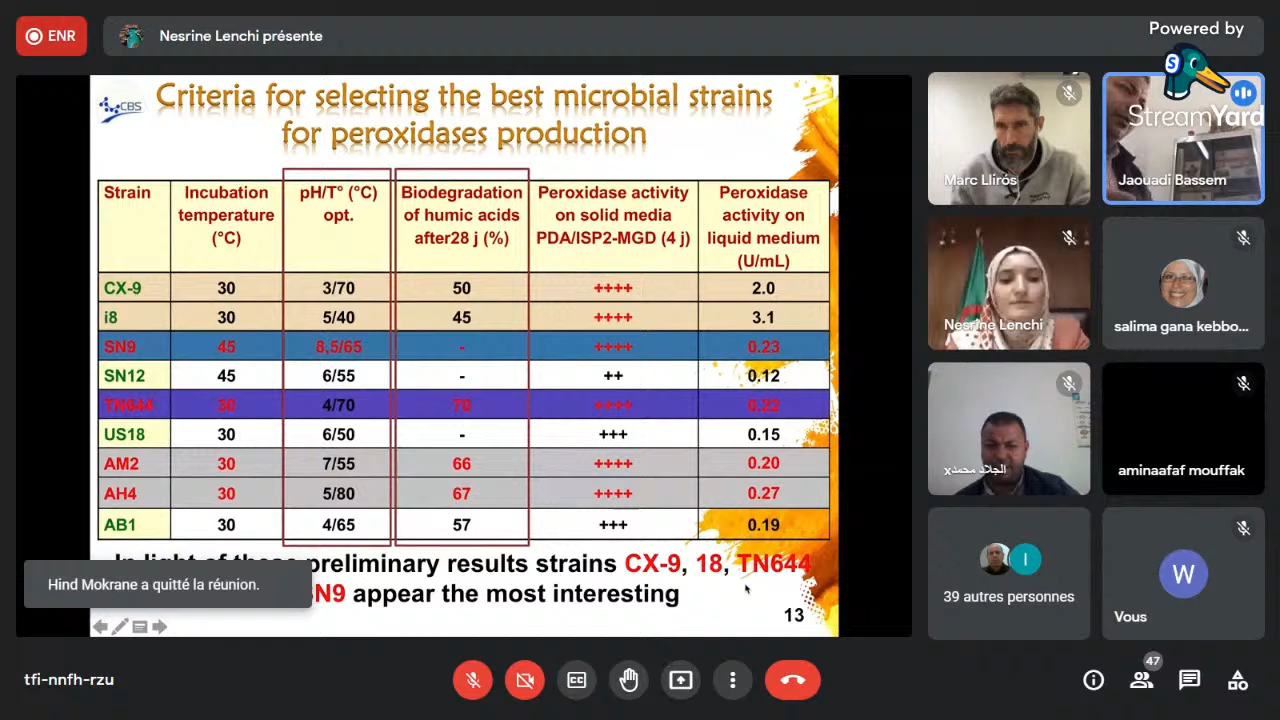 ENR
Nesrine Lenchi présente
Powered by
StreamYard
CBS
Criteria for selecting the best microbial strains
for peroxidases production
Strain
Incubation
temperature
(°C)
pH/T° (°C)
opt.
Biodegradation
of humic acids
after28 j (%)
Peroxidase activity
on solid media
PDA/ISP2-MGD (4 j)
Peroxidase
activity on
liquid medium
(U/mL)
CX-9 30 3/70 50 ++++ 2.0
i8 30 5/40 45 ++++ 3.1
SN9 45 8,5/65 - ++++ 0.23
SN12 45 6/55 - ++ 0.12
TN644 30 4/70 70 ++++ 0.22
US18 30 6/50 - +++ 0.15
AM2 30 7/55 66 ++++ 0.20
AH4 30 5/80 67 ++++ 0.27
AB1 30 4/65 57 +++ 0.19
preliminary results strains CX-9, 18, TN644
N9 appear the most interesting
13
Hind Mokrane a quitté la réunion.
Marc Llirós
Jaouadi Bassem
Nesrine Lenchi
salima gana kebbo...
الجلاد محمدx
aminaafaf mouffak
I
39 autres personnes
W
Vous
tfi-nnfh-rzu
CC
47